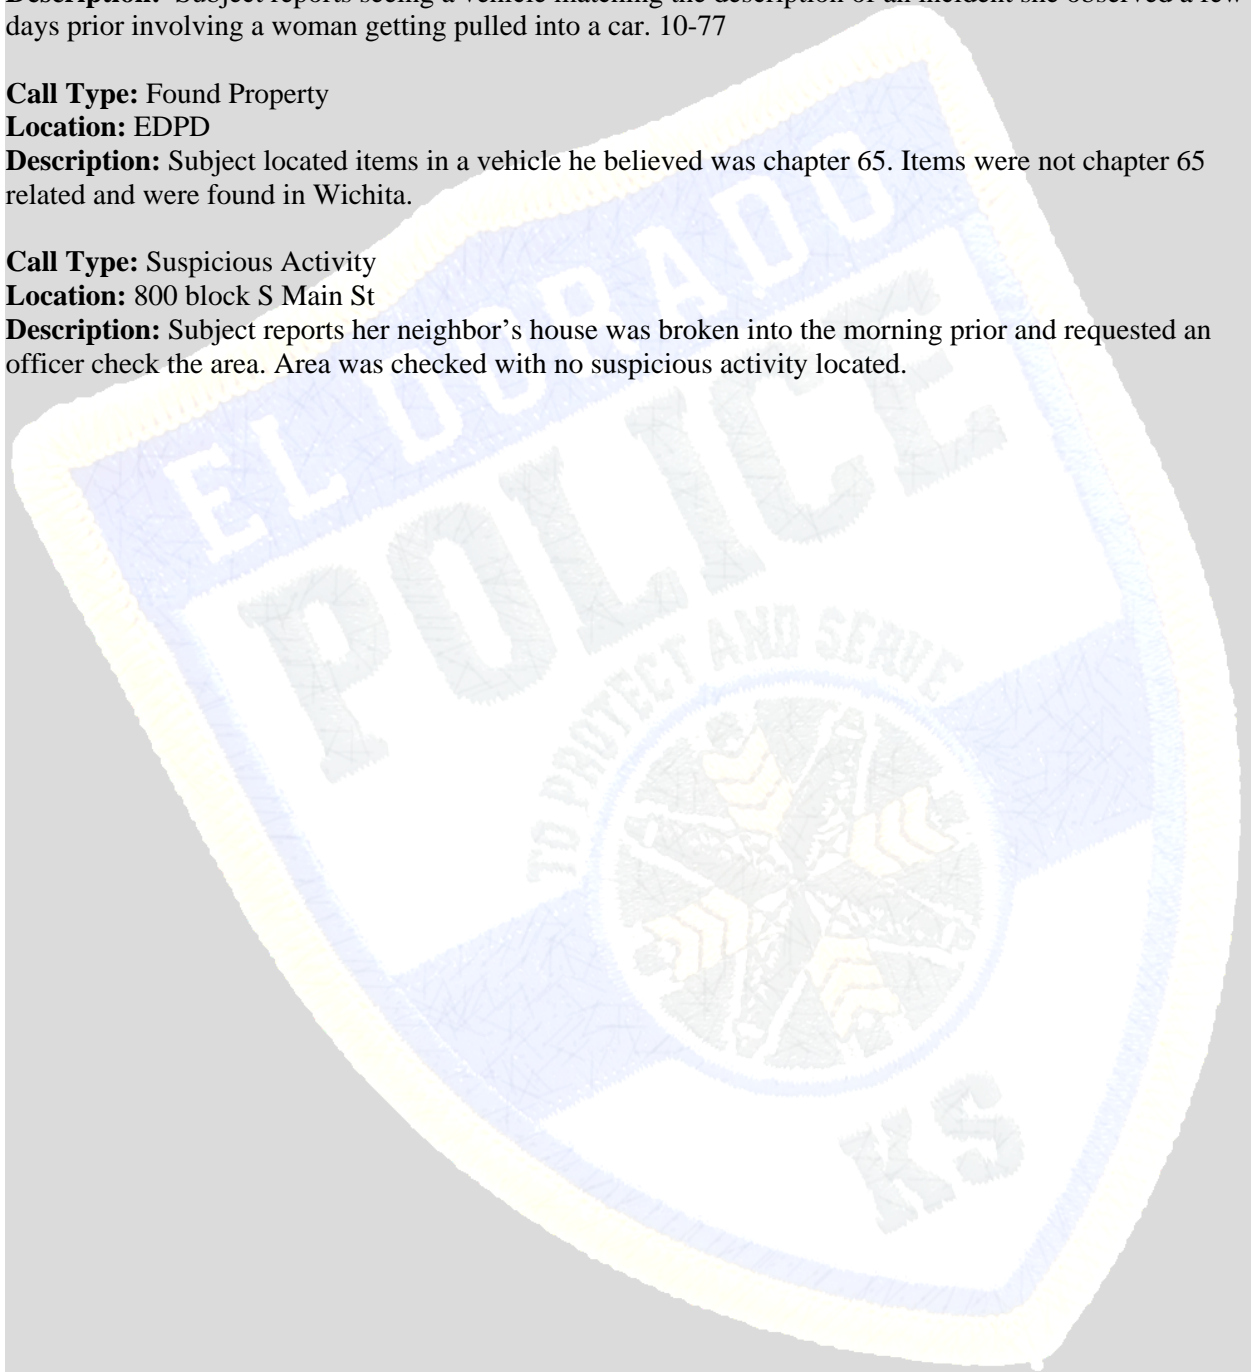 Description: Subject reports seeing a vehicle matching the description of an incident she observed a few
days prior involving a woman getting pulled into a car. 10-77
Call Type: Found Property
Location: EDPD
Description: Subject located items in a vehicle he believed was chapter 65. Items were not chapter 65
related and were found in Wichita.
Call Type: Suspicious Activity
Location: 800 block S Main St
Description: Subject reports her neighbor’s house was broken into the morning prior and requested an
officer check the area. Area was checked with no suspicious activity located.
EL DORADO
POLICE
TO PROTECT AND SERVE
KS